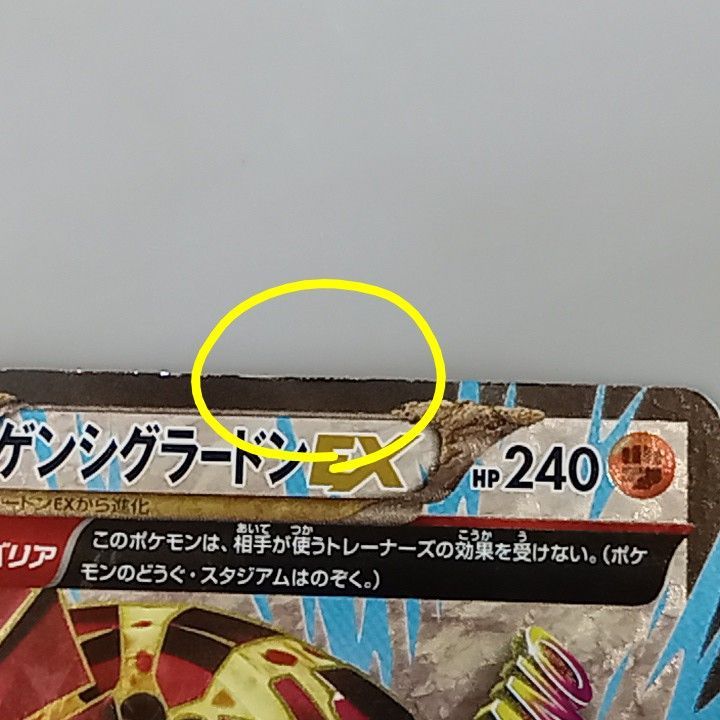 ゲンシグラードンEX HP240
ードンEXから進化
バリア
このポケモンは、相手が使うトレーナーズの効果を受けない。(ポケ
モンのどうぐ・スタジアムはのぞく。)